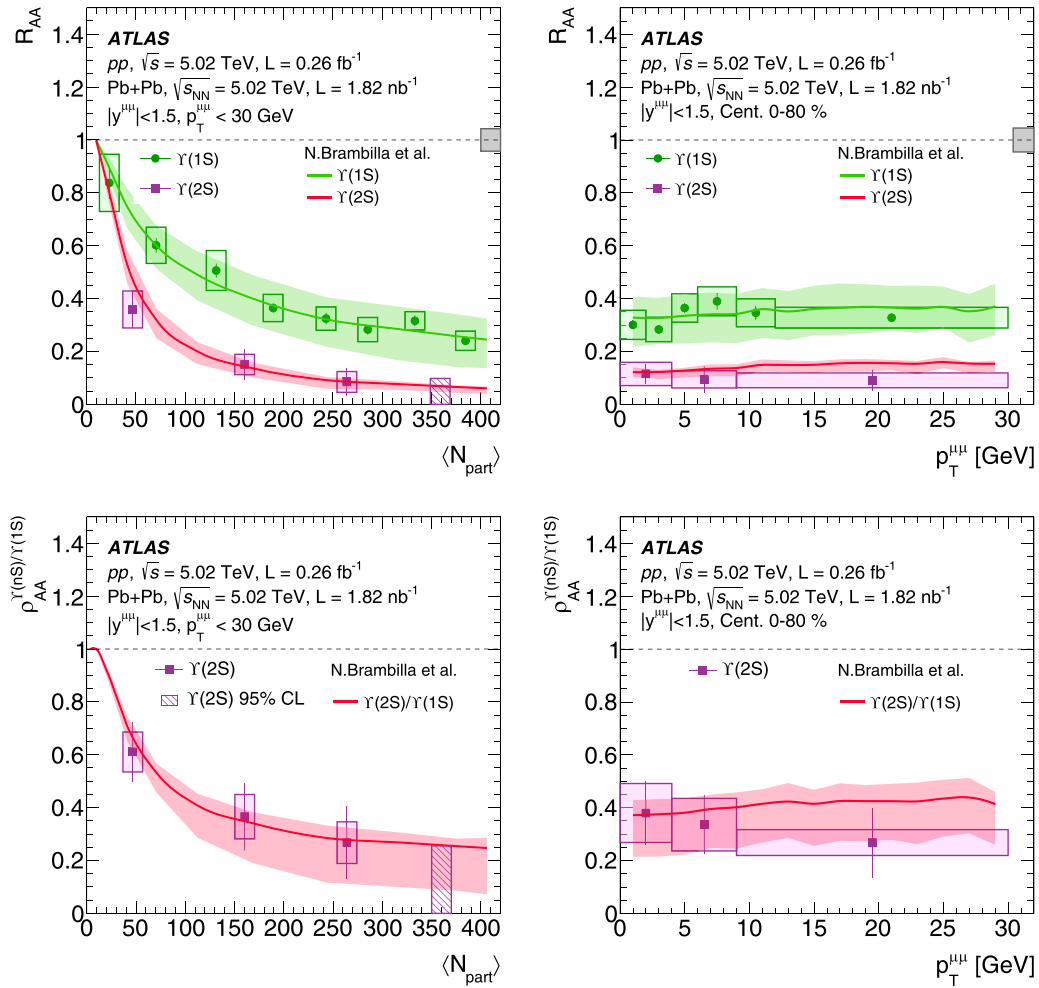 R_AA
1.4
1.2
1
0.8
0.6
0.4
0.2
0
ATLAS
pp, √s = 5.02 TeV, L = 0.26 fb⁻¹
Pb+Pb, √s_NN = 5.02 TeV, L = 1.82 nb⁻¹
|y^μμ|<1.5, p_T^μμ < 30 GeV
ϒ(1S)
ϒ(2S)
N.Brambilla et al.
ϒ(1S)
ϒ(2S)
0 50 100 150 200 250 300 350 400
⟨N_part⟩
R_AA
1.4
1.2
1
0.8
0.6
0.4
0.2
0
ATLAS
pp, √s = 5.02 TeV, L = 0.26 fb⁻¹
Pb+Pb, √s_NN = 5.02 TeV, L = 1.82 nb⁻¹
|y^μμ|<1.5, Cent. 0-80 %
ϒ(1S)
ϒ(2S)
N.Brambilla et al.
ϒ(1S)
ϒ(2S)
0 5 10 15 20 25 30
p_T^μμ [GeV]
ρ_AA^ϒ(nS)/ϒ(1S)
1.4
1.2
1
0.8
0.6
0.4
0.2
0
ATLAS
pp, √s = 5.02 TeV, L = 0.26 fb⁻¹
Pb+Pb, √s_NN = 5.02 TeV, L = 1.82 nb⁻¹
|y^μμ|<1.5, p_T^μμ < 30 GeV
ϒ(2S)
ϒ(2S) 95% CL
N.Brambilla et al.
ϒ(2S)/ϒ(1S)
0 50 100 150 200 250 300 350 400
⟨N_part⟩
ρ_AA^ϒ(nS)/ϒ(1S)
1.4
1.2
1
0.8
0.6
0.4
0.2
0
ATLAS
pp, √s = 5.02 TeV, L = 0.26 fb⁻¹
Pb+Pb, √s_NN = 5.02 TeV, L = 1.82 nb⁻¹
|y^μμ|<1.5, Cent. 0-80 %
ϒ(2S)
N.Brambilla et al.
ϒ(2S)/ϒ(1S)
0 5 10 15 20 25 30
p_T^μμ [GeV]